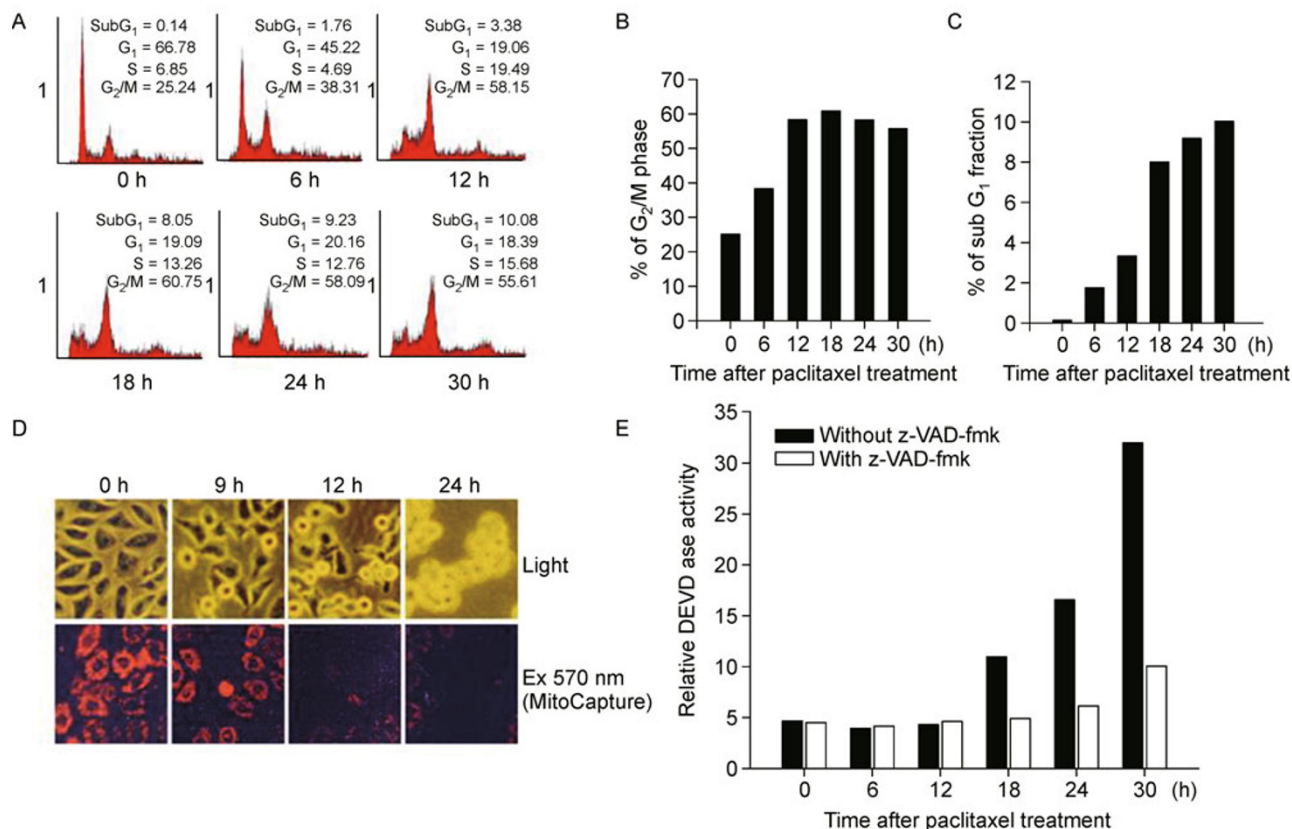 A
SubG₁ = 0.14
G₁ = 66.78
S = 6.85
G₂/M = 25.24
1
0 h
SubG₁ = 1.76
G₁ = 45.22
S = 4.69
G₂/M = 38.31
1
6 h
SubG₁ = 3.38
G₁ = 19.06
S = 19.49
G₂/M = 58.15
1
12 h
SubG₁ = 8.05
G₁ = 19.09
S = 13.26
G₂/M = 60.75
1
18 h
SubG₁ = 9.23
G₁ = 20.16
S = 12.76
G₂/M = 58.09
1
24 h
SubG₁ = 10.08
G₁ = 18.39
S = 15.68
G₂/M = 55.61
1
30 h
B
% of G₂/M phase
70
60
50
40
30
20
10
0
0 6 12 18 24 30 (h)
Time after paclitaxel treatment
C
% of sub G₁ fraction
12
10
8
6
4
2
0
0 6 12 18 24 30 (h)
Time after paclitaxel treatment
D
0 h 9 h 12 h 24 h
Light
Ex 570 nm
(MitoCapture)
E
Relative DEVD ase activity
35
30
25
20
15
10
5
0
Without z-VAD-fmk
With z-VAD-fmk
0 6 12 18 24 30 (h)
Time after paclitaxel treatment